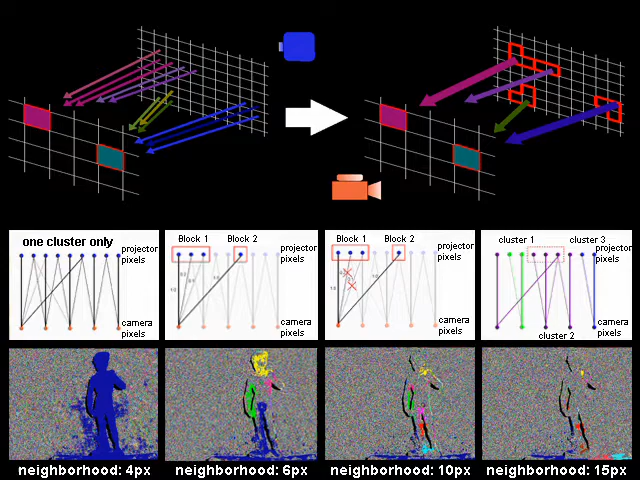 one cluster only
projector
pixels
camera
pixels
Block 1 Block 2
projector
pixels
camera
pixels
Block 1 Block 2
projector
pixels
camera
pixels
cluster 1 cluster 3
projector
pixels
camera
pixels
cluster 2
neighborhood: 4px
neighborhood: 6px
neighborhood: 10px
neighborhood: 15px